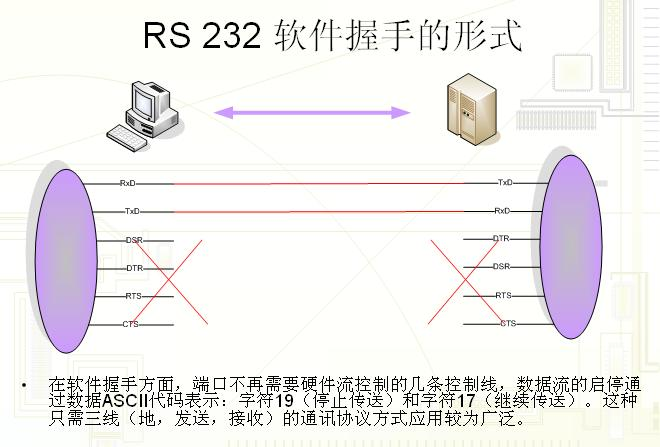 RS 232 软件握手的形式
RxD TxD
TxD RxD
DSR DTR
DTR DSR
RTS RTS
CTS CTS
• 在软件握手方面，端口不再需要硬件流控制的几条控制线，数据流的启停通
过数据ASCII代码表示：字符19（停止传送）和字符17（继续传送）。这种
只需三线（地，发送，接收）的通讯协议方式应用较为广泛。